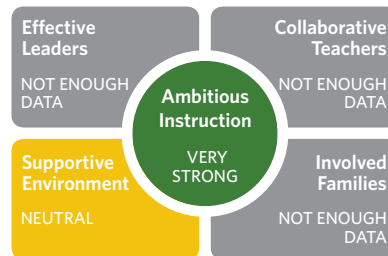 Effective
Leaders
NOT ENOUGH
DATA
Collaborative
Teachers
NOT ENOUGH
DATA
Ambitious
Instruction
VERY
STRONG
Supportive
Environment
NEUTRAL
Involved
Families
NOT ENOUGH
DATA